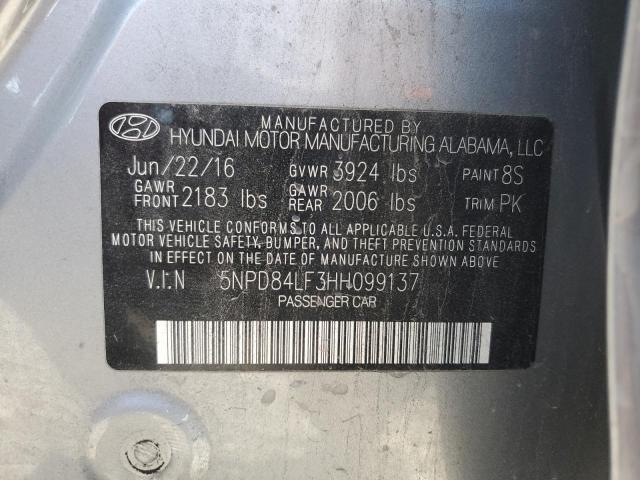 MANUFACTURED BY
HYUNDAI MOTOR MANUFACTURING ALABAMA, LLC
Jun/22/16 GVWR 3924 lbs PAINT 8S
GAWR FRONT 2183 lbs GAWR REAR 2006 lbs TRIM PK
THIS VEHICLE CONFORMS TO ALL APPLICABLE U.S.A. FEDERAL
MOTOR VEHICLE SAFETY, BUMPER, AND THEFT PREVENTION STANDARDS
IN EFFECT ON THE DATE OF MANUFACTURE SHOWN ABOVE.
V.I.N 5NPD84LF3HH099137
PASSENGER CAR